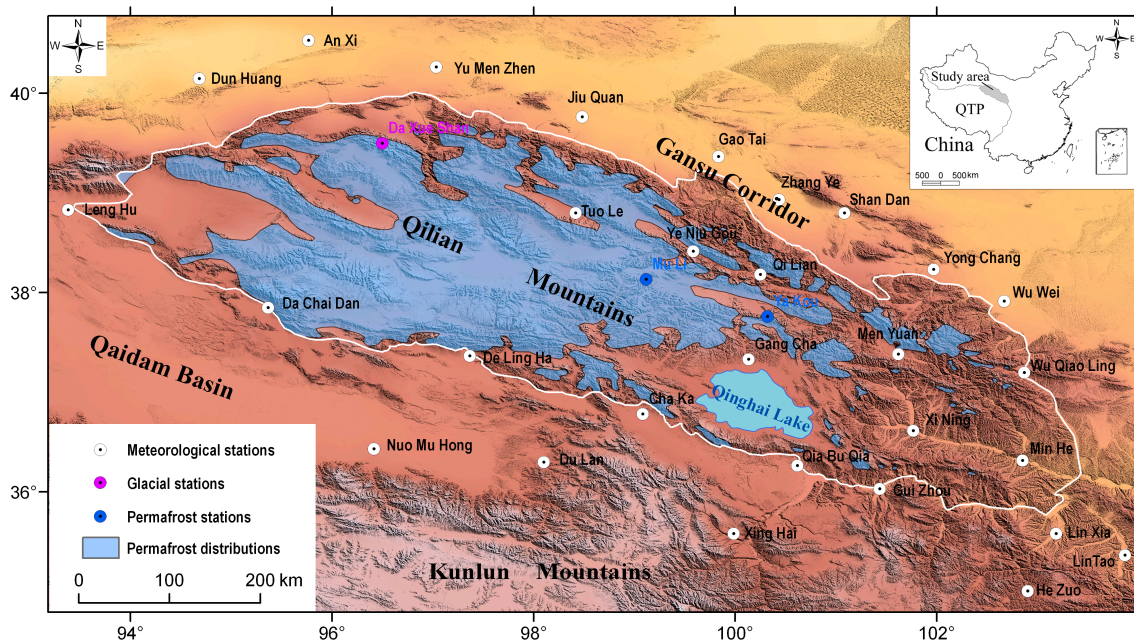 N
W E
S
An Xi
Dun Huang
Yu Men Zhen
Jiu Quan
Gao Tai
Zhang Ye
Shan Dan
Yong Chang
Wu Wei
Gansu Corridor
Da Xue Shan
Leng Hu
Tuo Le
Ye Niu Gou
Qi Lian
Mu Li
Ya Kou
Qilian
Mountains
Da Chai Dan
De Ling Ha
Gang Cha
Men Yuan
Wu Qiao Ling
Qaidam Basin
Cha Ka
Qinghai Lake
Xi Ning
Min He
Nuo Mu Hong
Du Lan
Qia Bu Qia
Gui Zhou
Xing Hai
Lin Xia
LinTao
He Zuo
Kunlun Mountains
N
W E
S
Study area
QTP
China
500 0 500km
Meteorological stations
Glacial stations
Permafrost stations
Permafrost distributions
0 100 200 km
40°
38°
36°
94° 96° 98° 100° 102°